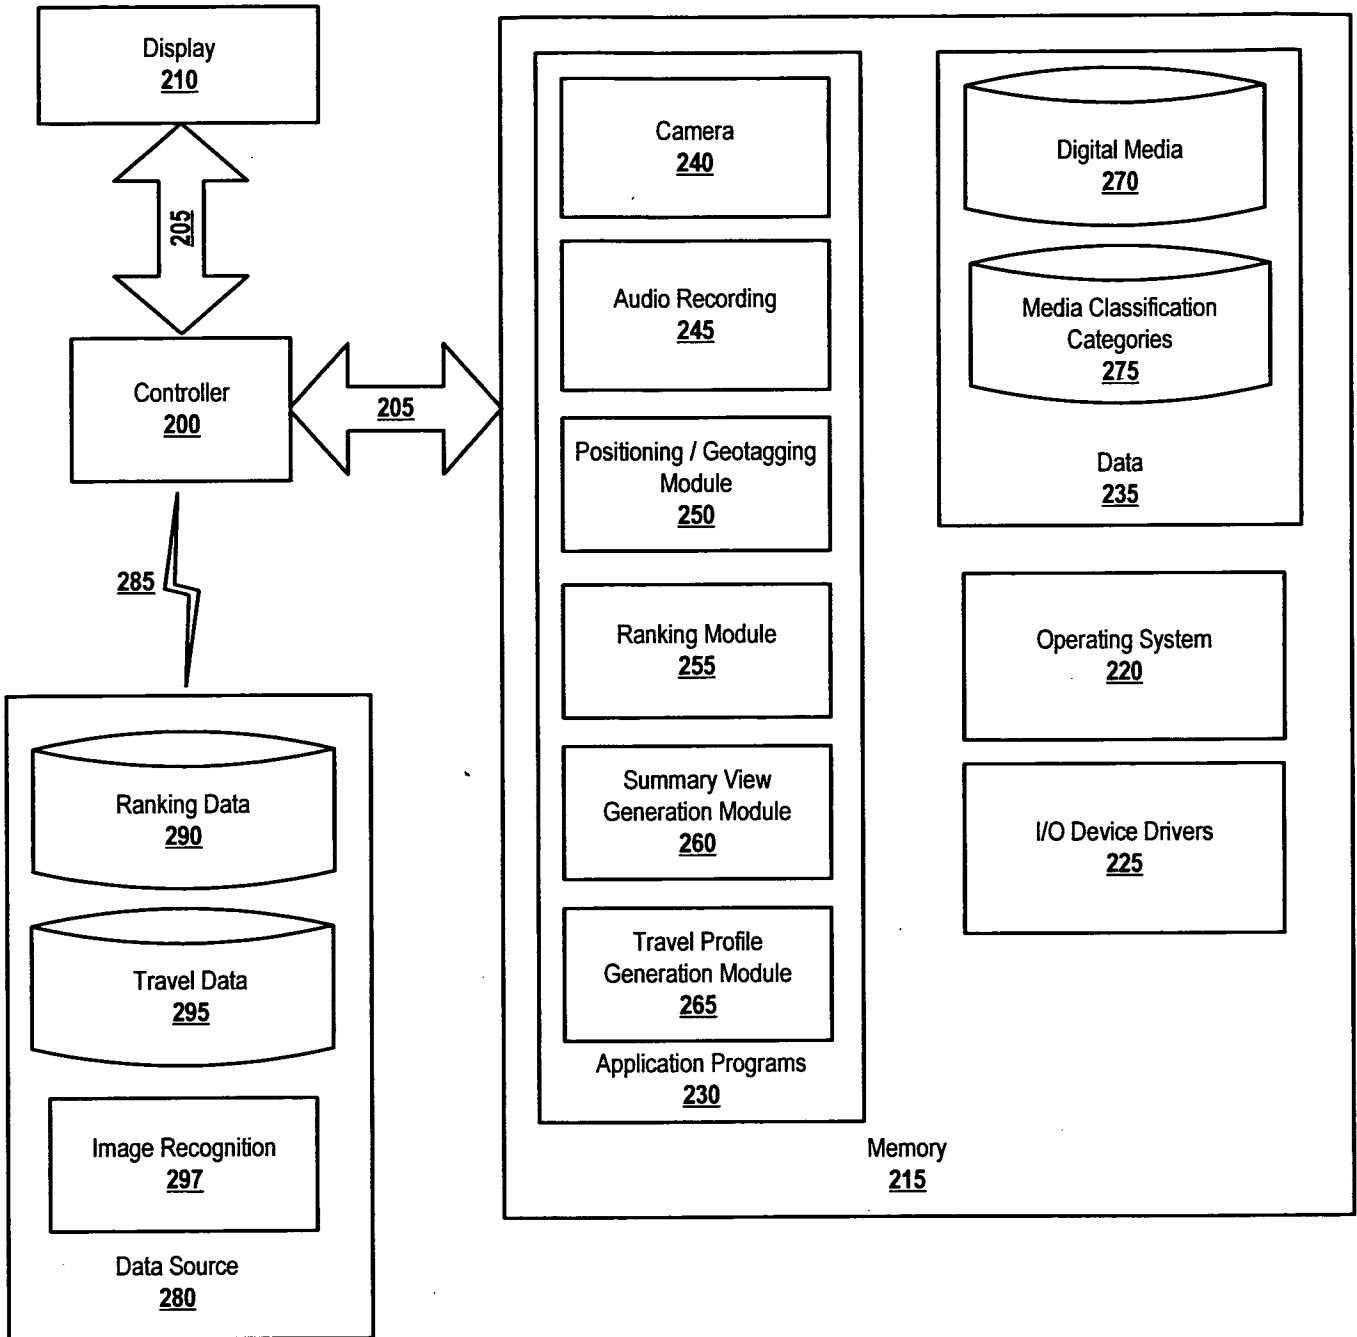 Display
210
205
Controller
200
205
285
Ranking Data
290
Travel Data
295
Image Recognition
297
Data Source
280
Camera
240
Audio Recording
245
Positioning / Geotagging
Module
250
Ranking Module
255
Summary View
Generation Module
260
Travel Profile
Generation Module
265
Application Programs
230
Digital Media
270
Media Classification
Categories
275
Data
235
Operating System
220
I/O Device Drivers
225
Memory
215